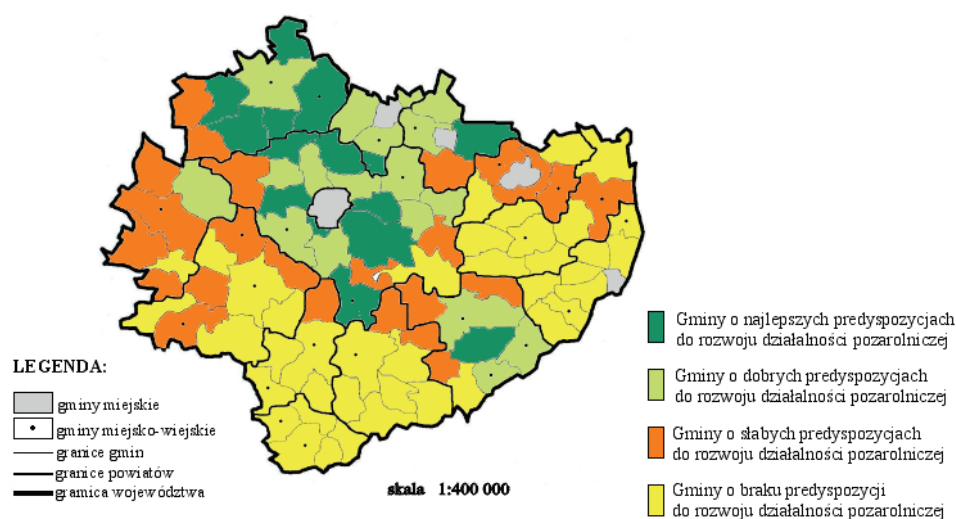 LEGENDA:
gminy miejskie
gminy miejsko-wiejskie
granice gmin
granice powiatów
gramica województwa
skala 1:400 000
Gminy o najlepszych predyspozycjach
do rozwoju działalności pozarolniczej
Gminy o dobrych predyspozycjach
do rozwoju działalności pozarolniczej
Gminy o słabych predyspozycjach
do rozwoju działalności pozarolniczej
Gminy o braku predyspozycji
do rozwoju działalności pozarolniczej